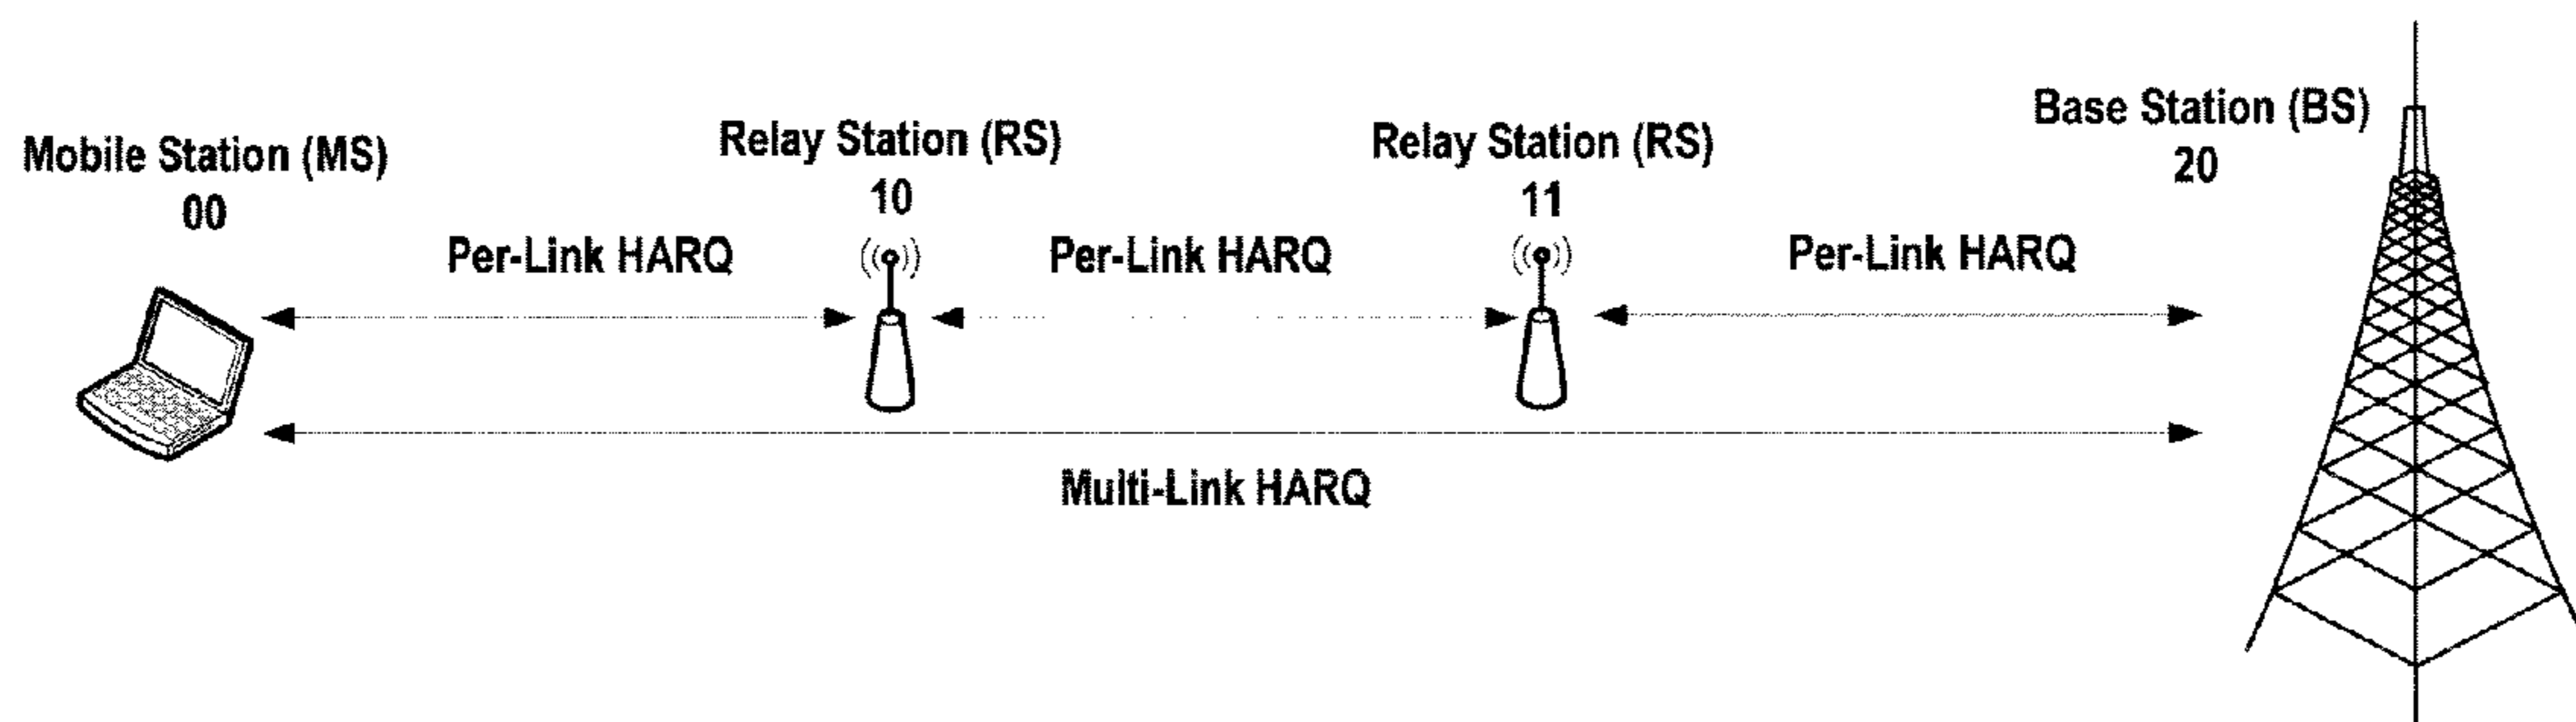 Mobile Station (MS)
00
Relay Station (RS)
10
Relay Station (RS)
11
Base Station (BS)
20
Per-Link HARQ
Per-Link HARQ
Per-Link HARQ
Multi-Link HARQ